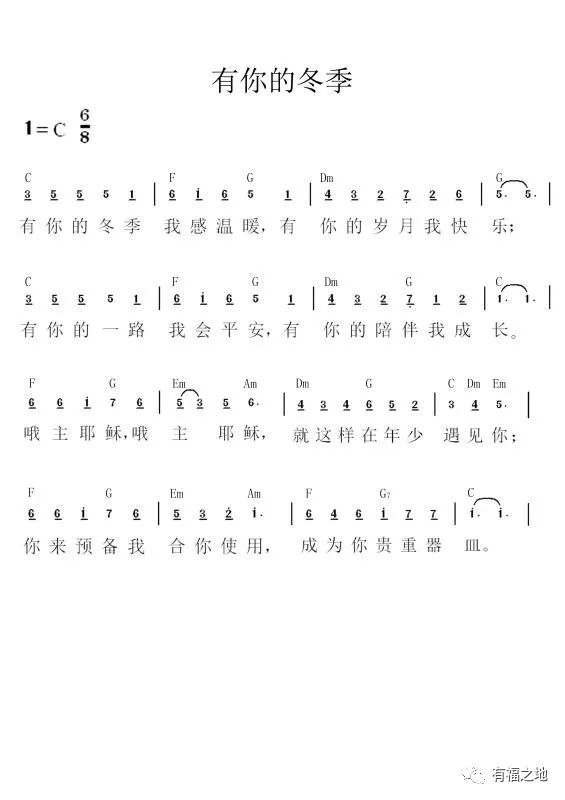 有你的冬季
1=C 6/8
C F G Dm G
3 5 5 5 1 | 6 i 6 5 1 | 4 3 2 7 2 6 | 5. 5. |
有你的冬季 我感温暖,有 你的岁月我快 乐;
C F G Dm G C
3 5 5 5 1 | 6 i 6 5 1 | 4 3 2 7 1 2 | 1. 1. |
有你的一路 我会平安,有 你的陪伴我成 长。
F G Em Am Dm G C Dm Em
6 6 i 7 6 | 5 3 5 6. | 4 3 4 6 5 2 | 3 4 5. |
哦主耶稣,哦 主 耶稣, 就这样在年少 遇见你;
F G Em Am F G7 C
6 6 i 7 6 | 5 3 2 i. | 6 4 6 i 7 7 | i. i. |
你来预备我 合你使用, 成为你贵重器 皿。
有福之地